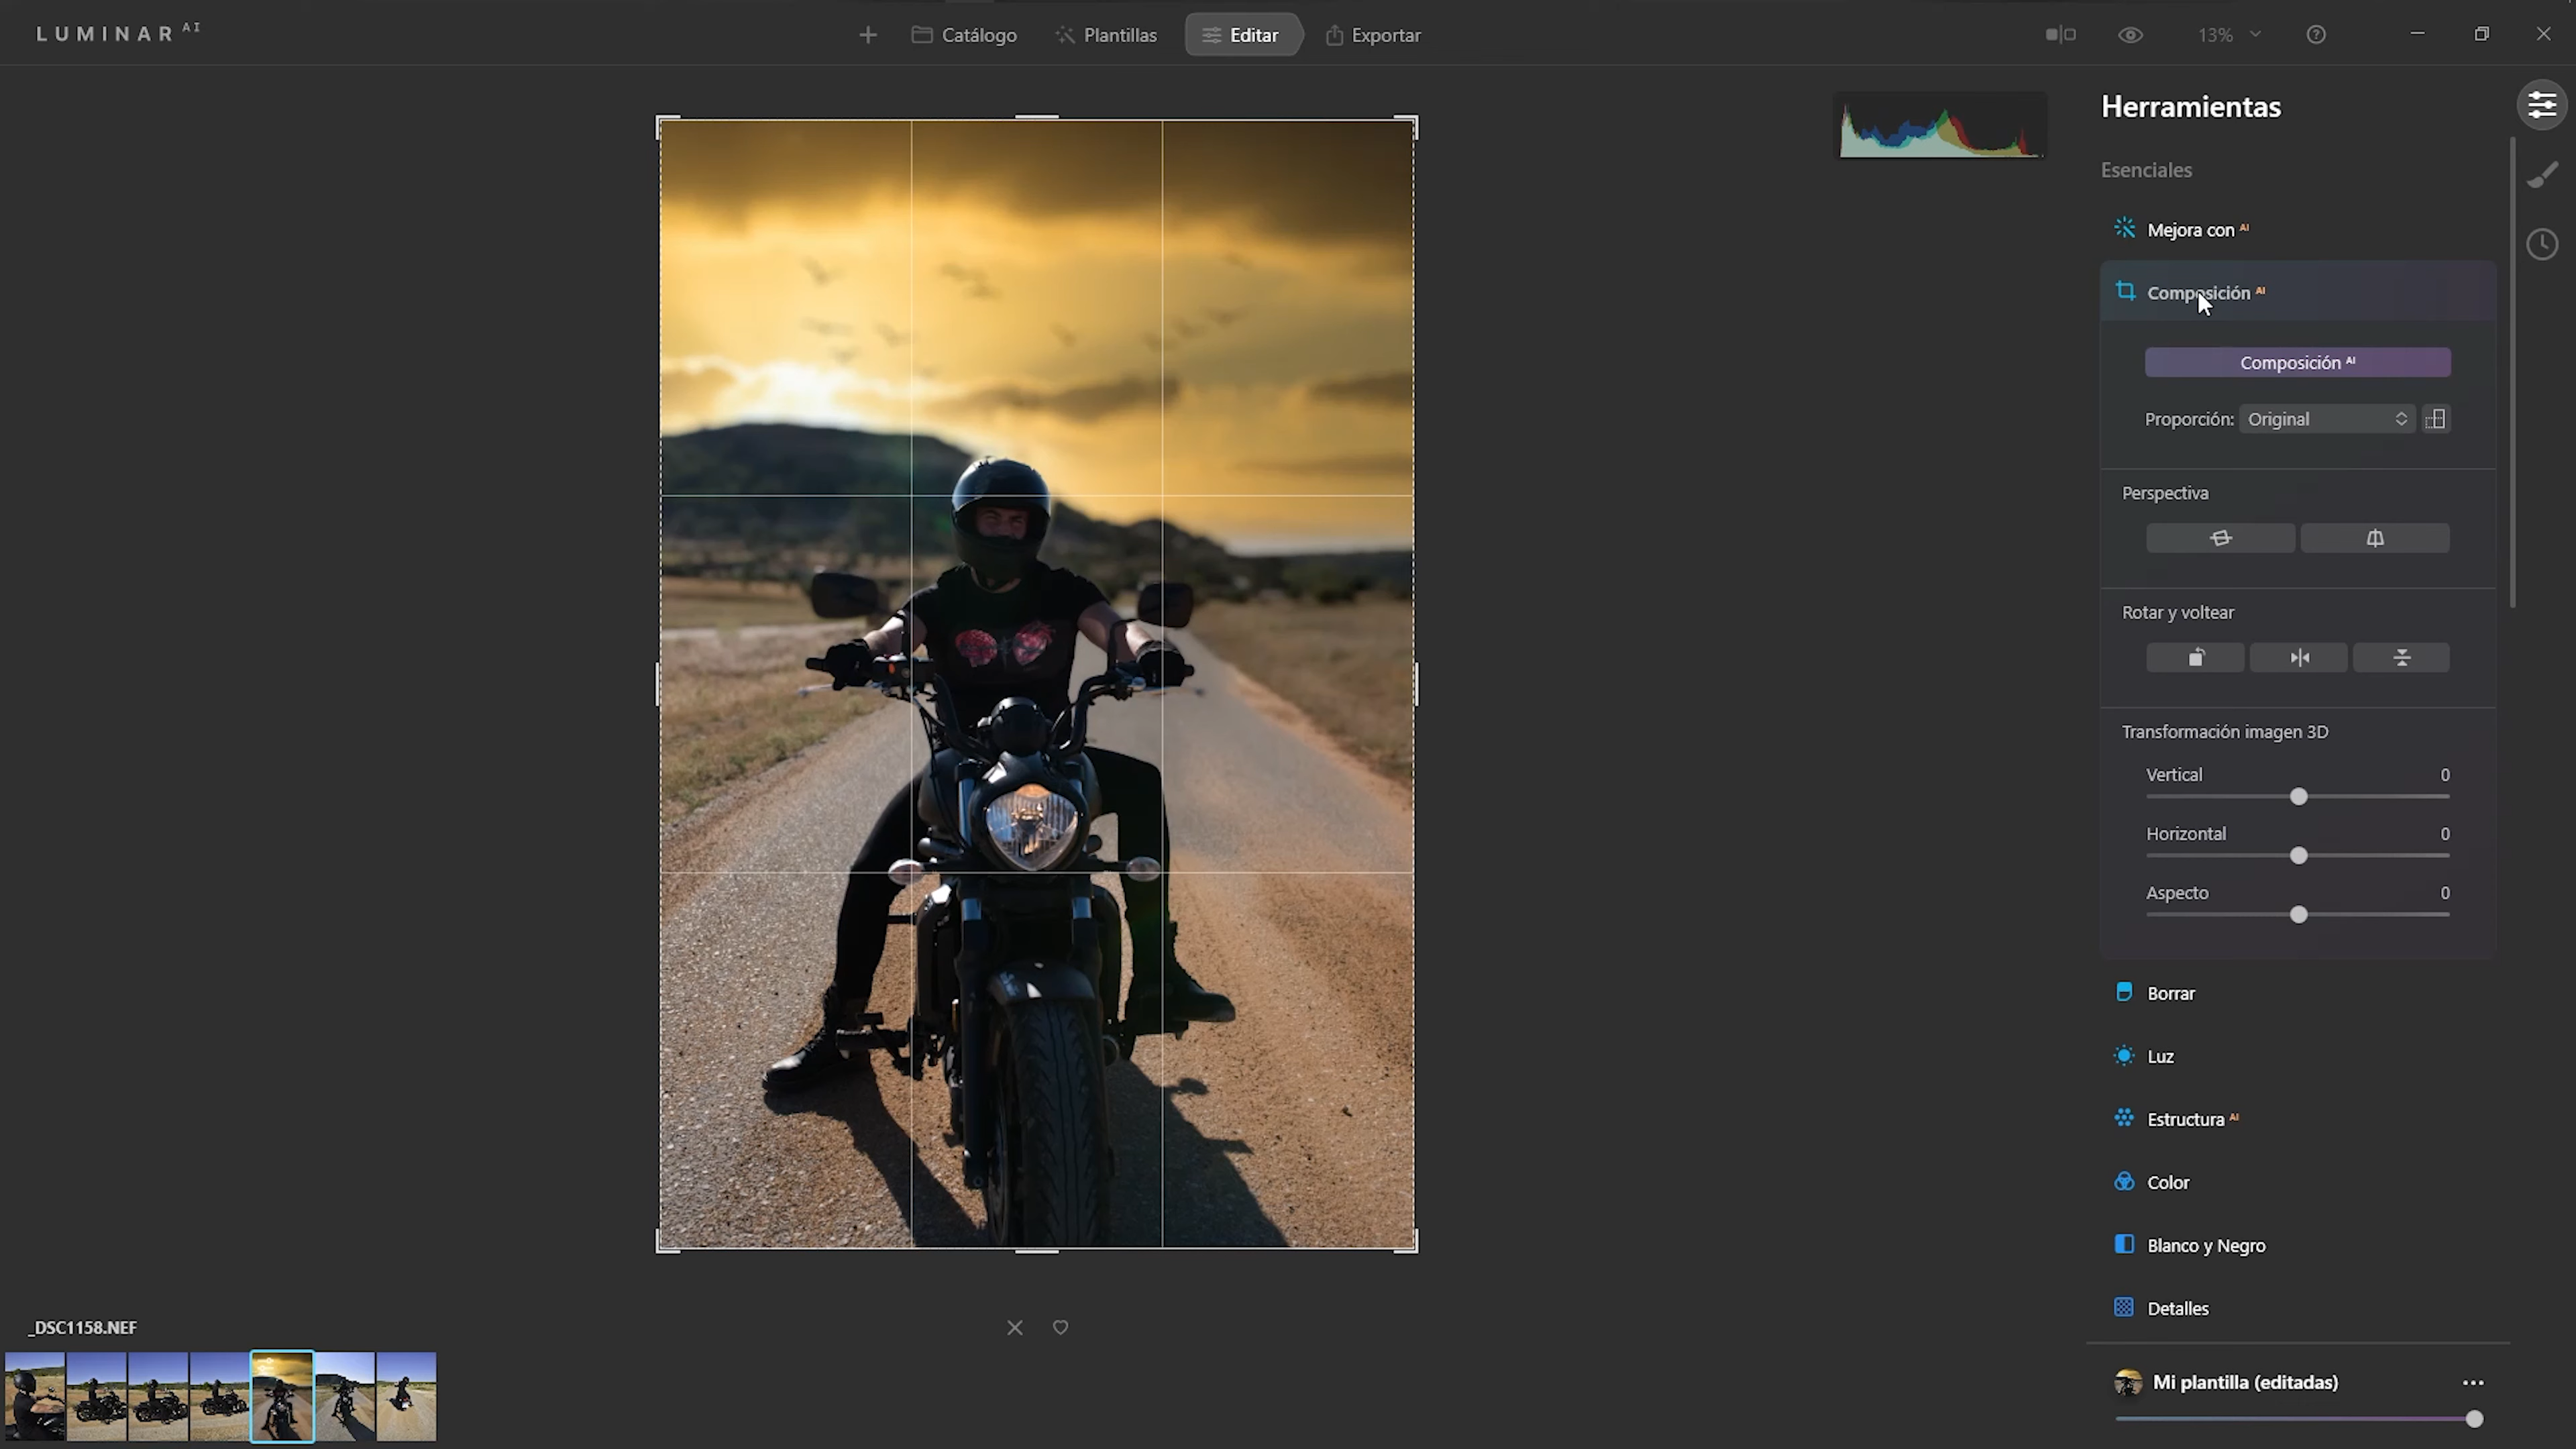 LUMINAR AI
Catálogo
Plantillas
Editar
Exportar
13%
Herramientas
Esenciales
Mejora con AI
Composición AI
Composición AI
Proporción: Original
Perspectiva
Rotar y voltear
Transformación imagen 3D
Vertical 0
Horizontal 0
Aspecto 0
Borrar
Luz
Estructura AI
Color
Blanco y Negro
Detalles
_DSC1158.NEF
Mi plantilla (editadas)